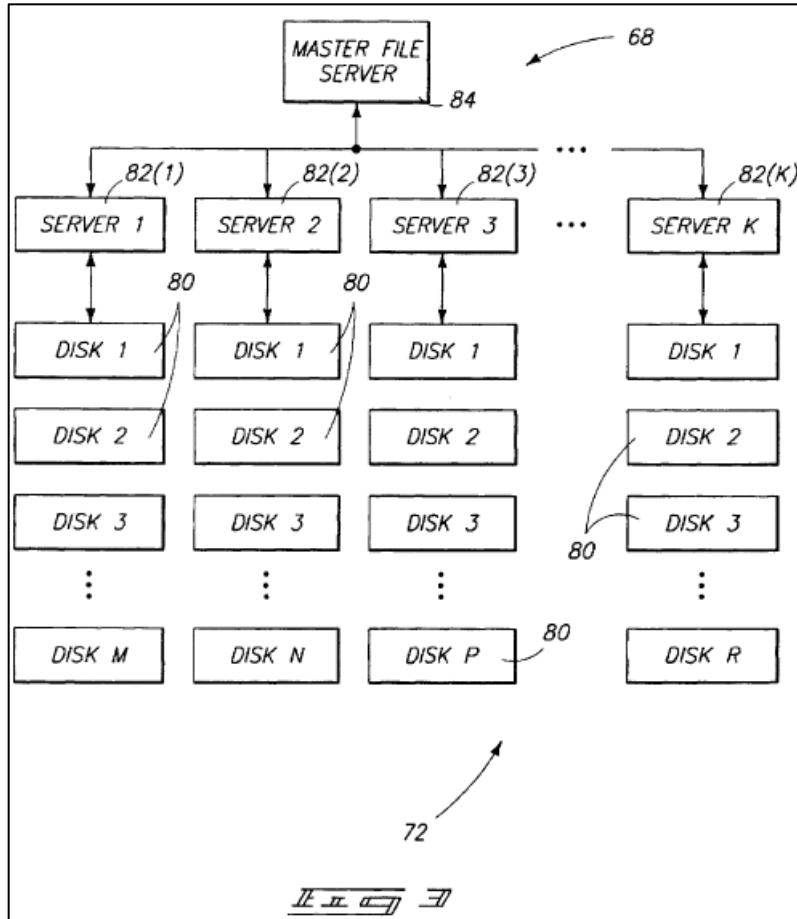 MASTER FILE
SERVER
68
84
82(1) 82(2) 82(3) 82(K)
SERVER 1 SERVER 2 SERVER 3 SERVER K
80 80
DISK 1 DISK 1 DISK 1 DISK 1
DISK 2 DISK 2 DISK 2 DISK 2
DISK 3 DISK 3 DISK 3 DISK 3
80
80
DISK M DISK N DISK P DISK R
72
Fig 3